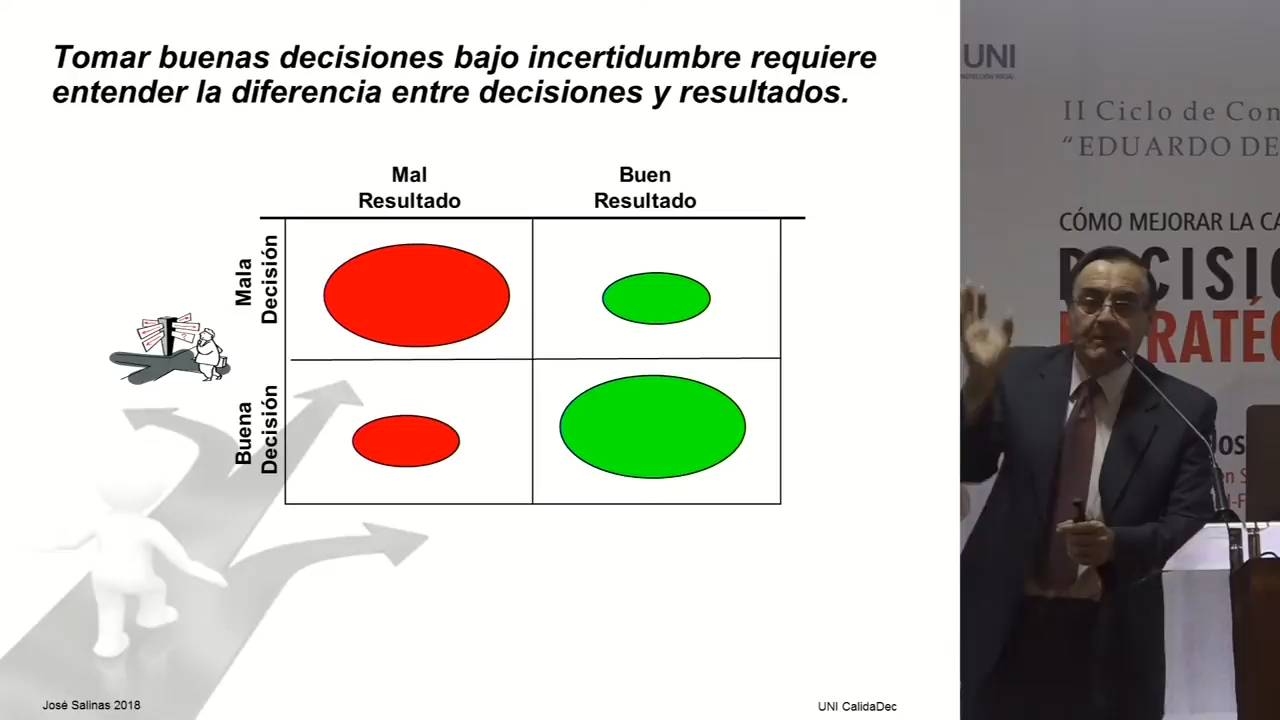 Tomar buenas decisiones bajo incertidumbre requiere
entender la diferencia entre decisiones y resultados.
Mal
Resultado
Buen
Resultado
Mala
Decisión
Buena
Decisión
José Salinas 2018
UNI CalidaDec
UNI
II Ciclo de Con
“EDUARDO DE
CÓMO MEJORAR LA CA